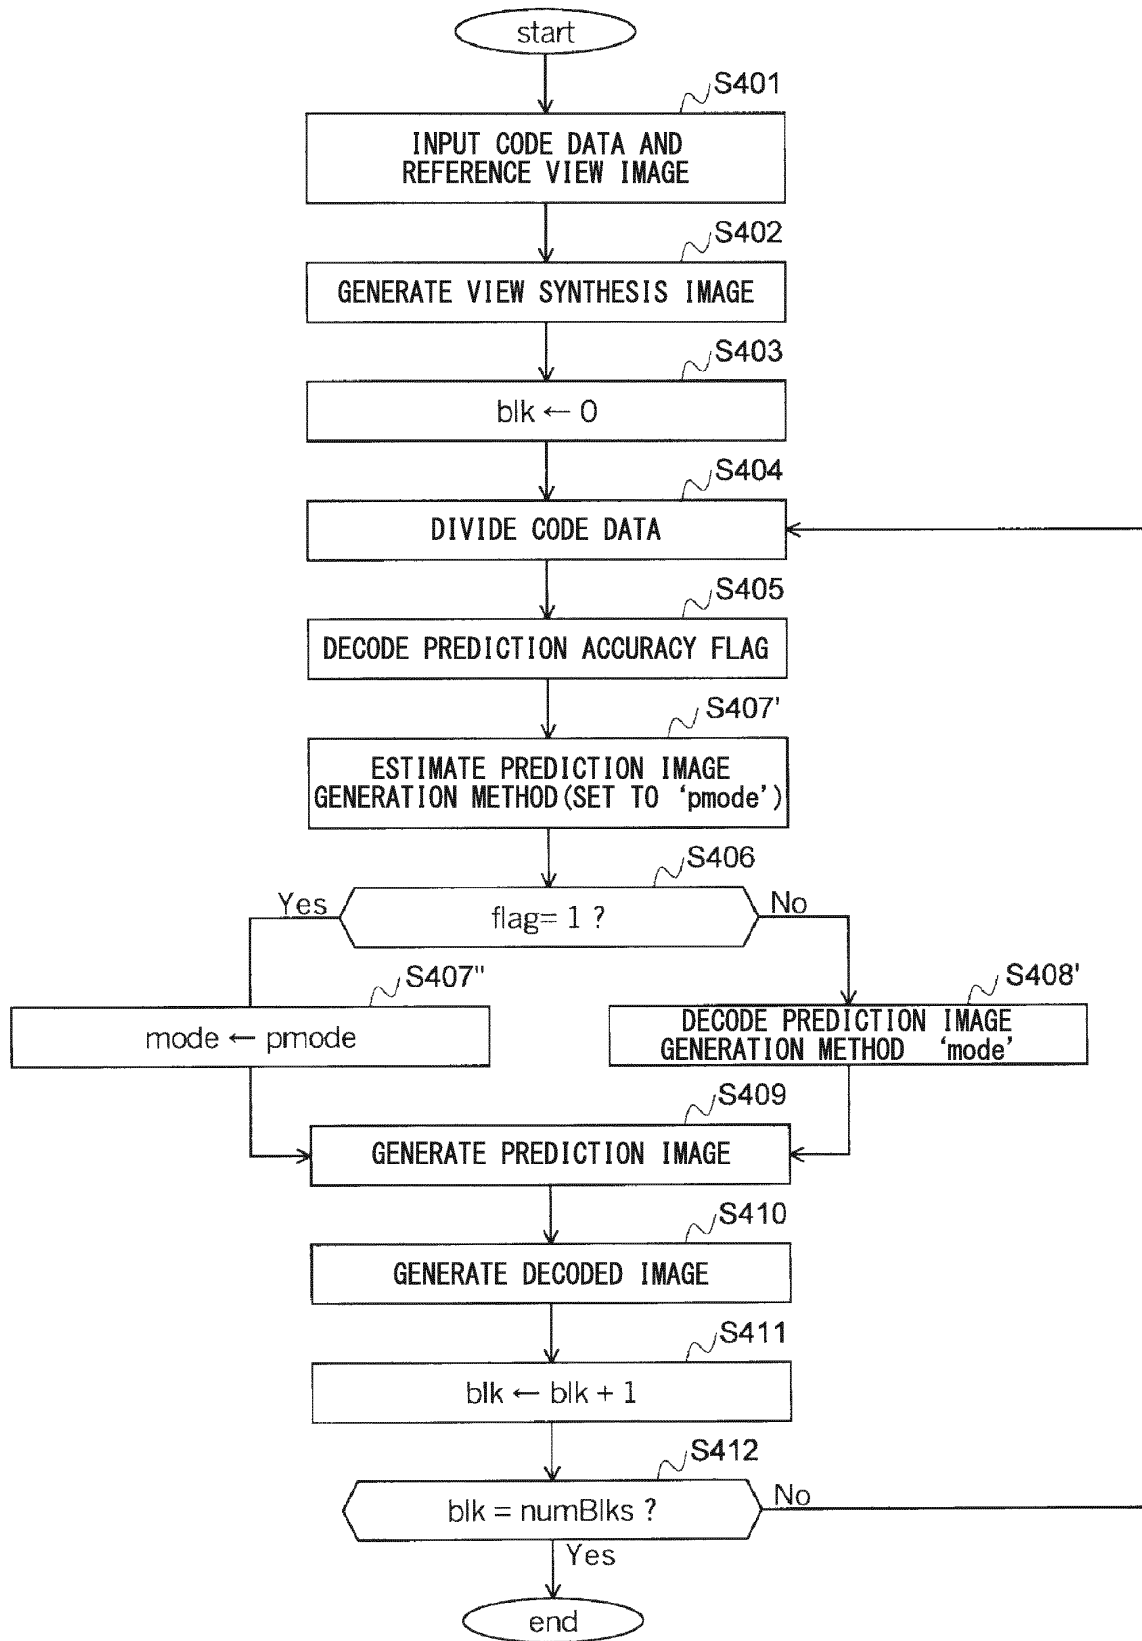 start
S401
INPUT CODE DATA AND
REFERENCE VIEW IMAGE
S402
GENERATE VIEW SYNTHESIS IMAGE
S403
blk ← 0
S404
DIVIDE CODE DATA
S405
DECODE PREDICTION ACCURACY FLAG
S407'
ESTIMATE PREDICTION IMAGE
GENERATION METHOD(SET TO 'pmode')
S406
Yes
flag= 1 ?
No
S407"
mode ← pmode
S408'
DECODE PREDICTION IMAGE
GENERATION METHOD 'mode'
S409
GENERATE PREDICTION IMAGE
S410
GENERATE DECODED IMAGE
S411
blk ← blk + 1
S412
blk = numBlks ?
No
Yes
end